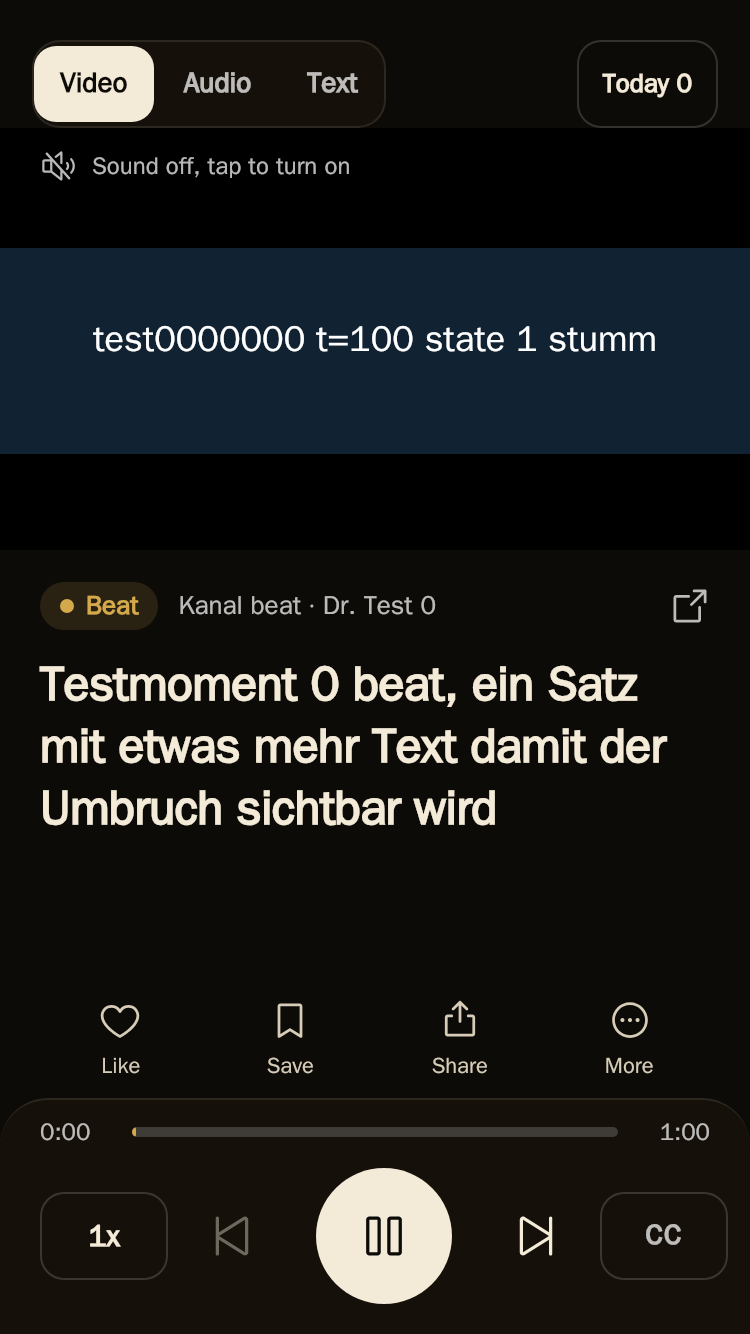 Video Audio Text Today 0
Sound off, tap to turn on
test0000000 t=100 state 1 stumm
Beat Kanal beat · Dr. Test 0
Testmoment 0 beat, ein Satz
mit etwas mehr Text damit der
Umbruch sichtbar wird
Like Save Share More
0:00 1:00
1x CC